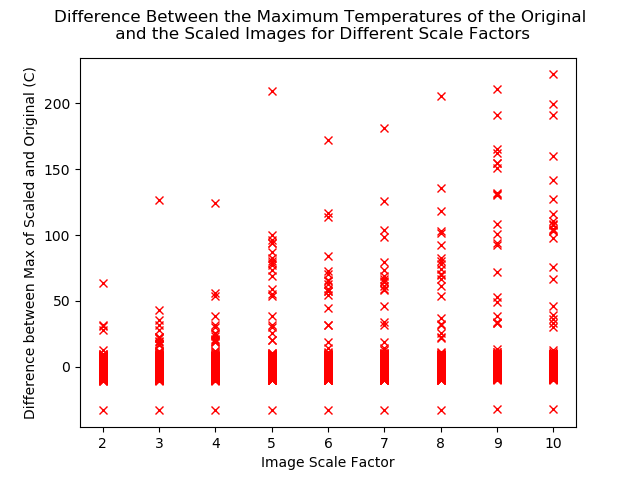 Difference Between the Maximum Temperatures of the Original
and the Scaled Images for Different Scale Factors
Difference between Max of Scaled and Original (C)
200
150
100
50
0
2 3 4 5 6 7 8 9 10
Image Scale Factor